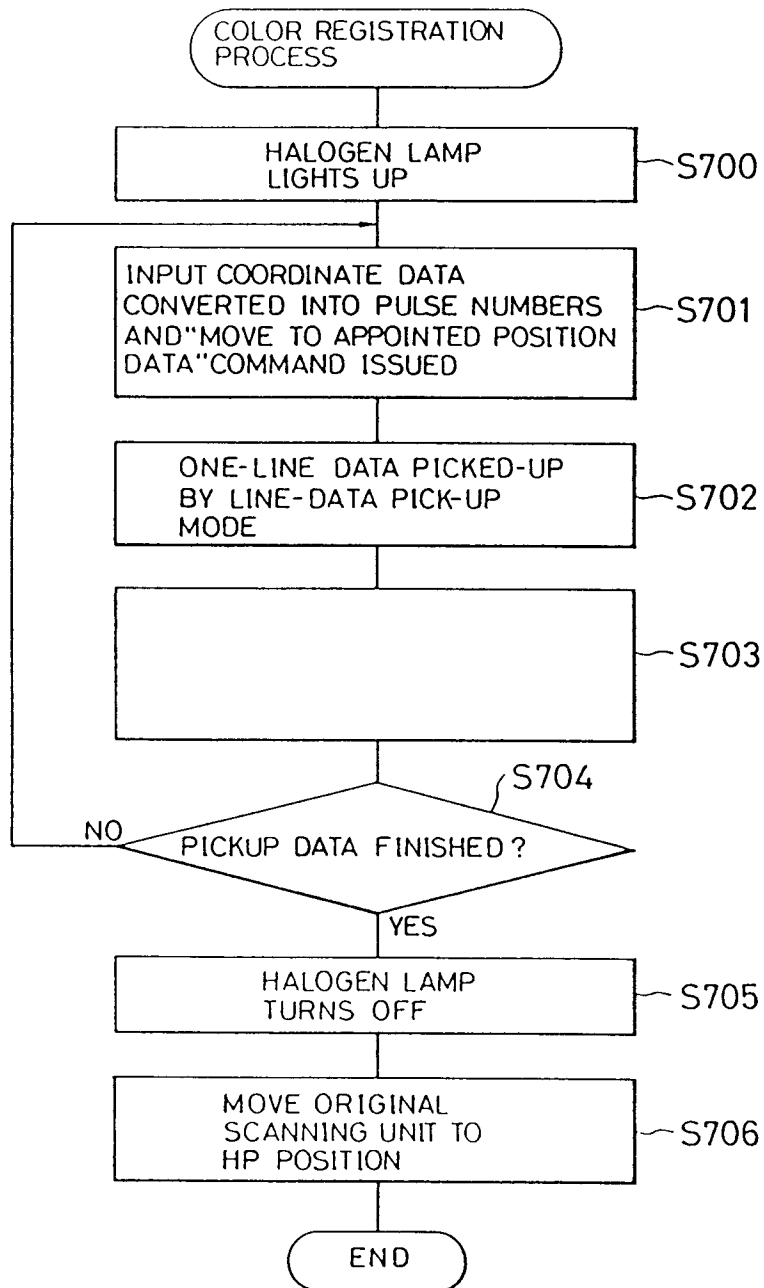 COLOR REGISTRATION
PROCESS
HALOGEN LAMP
LIGHTS UP
S700
INPUT COORDINATE DATA
CONVERTED INTO PULSE NUMBERS
AND"MOVE TO APPOINTED POSITION
DATA"COMMAND ISSUED
S701
ONE-LINE DATA PICKED-UP
BY LINE-DATA PICK-UP
MODE
S702
S703
S704
NO
PICKUP DATA FINISHED?
YES
HALOGEN LAMP
TURNS OFF
S705
MOVE ORIGINAL
SCANNING UNIT TO
HP POSITION
S706
END